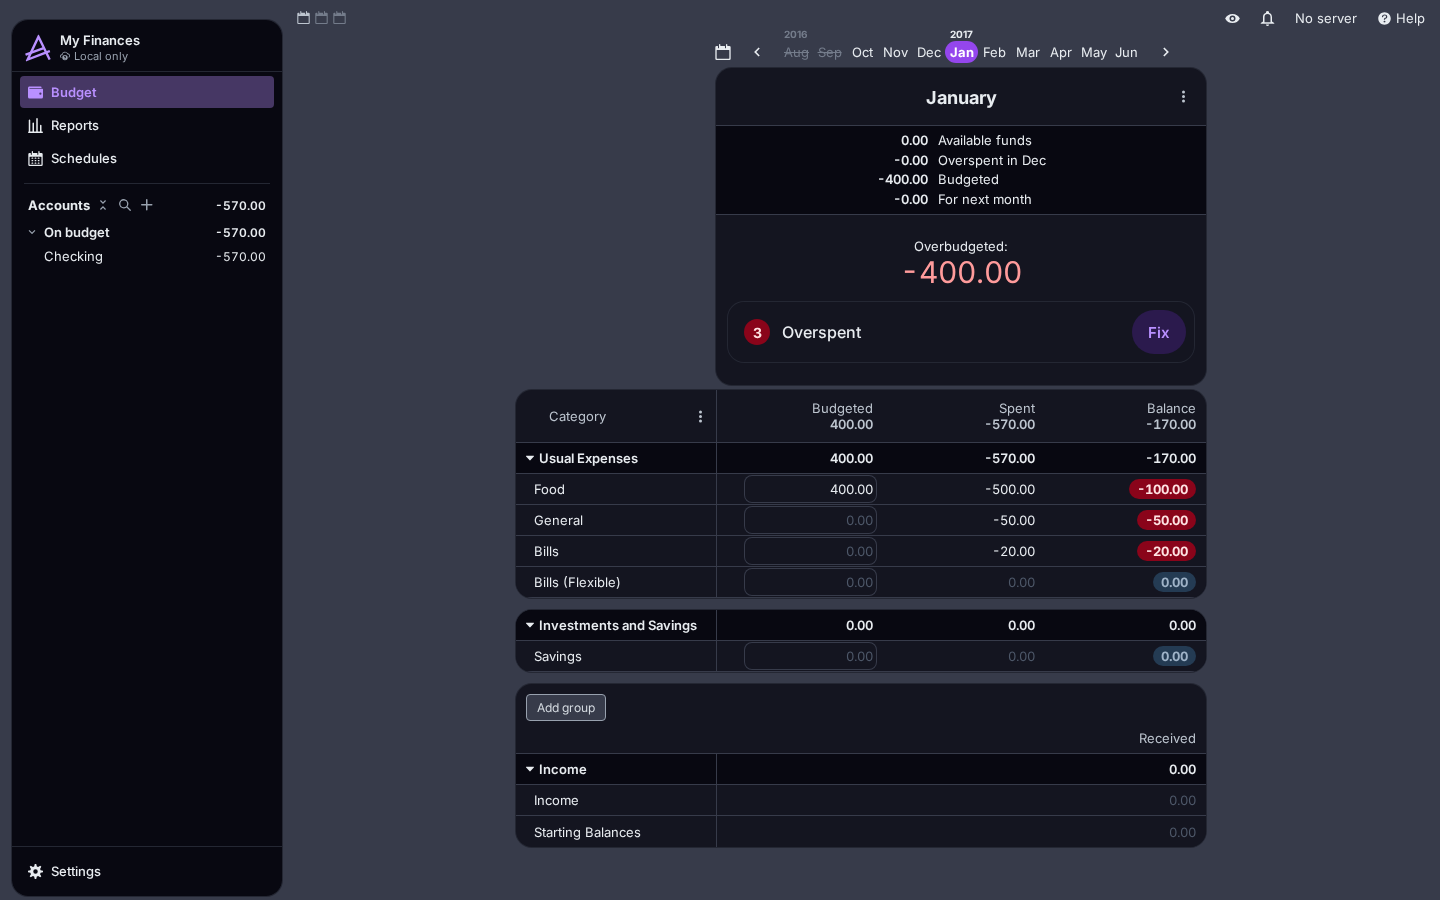 My Finances
Local only
Budget
Reports
Schedules
Accounts -570.00
On budget -570.00
Checking -570.00
Settings
No server Help
2016 2017
Aug Sep Oct Nov Dec Jan Feb Mar Apr May Jun
January
0.00 Available funds
-0.00 Overspent in Dec
-400.00 Budgeted
-0.00 For next month
Overbudgeted:
-400.00
3 Overspent Fix
Category Budgeted Spent Balance
400.00 -570.00 -170.00
Usual Expenses 400.00 -570.00 -170.00
Food 400.00 -500.00 -100.00
General 0.00 -50.00 -50.00
Bills 0.00 -20.00 -20.00
Bills (Flexible) 0.00 0.00 0.00
Investments and Savings 0.00 0.00 0.00
Savings 0.00 0.00 0.00
Add group
Received
Income 0.00
Income 0.00
Starting Balances 0.00